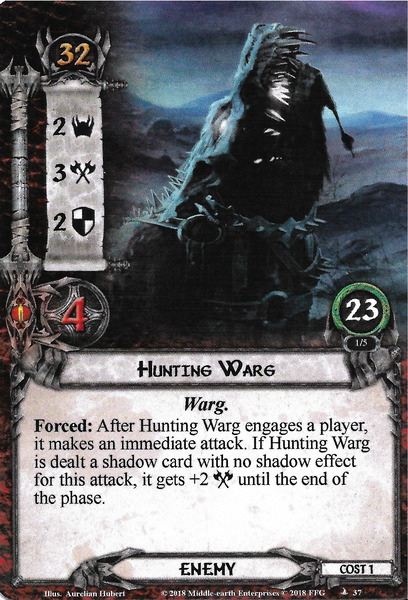 32
2
3
2
4
23
1/5
HUNTING WARG
Warg.
Forced: After Hunting Warg engages a player,
it makes an immediate attack. If Hunting Warg
is dealt a shadow card with no shadow effect
for this attack, it gets +2 until the end of
the phase.
ENEMY
COST 1
Illus. Aurelian Hubert © 2018 Middle-earth Enterprises © 2018 FFG 37